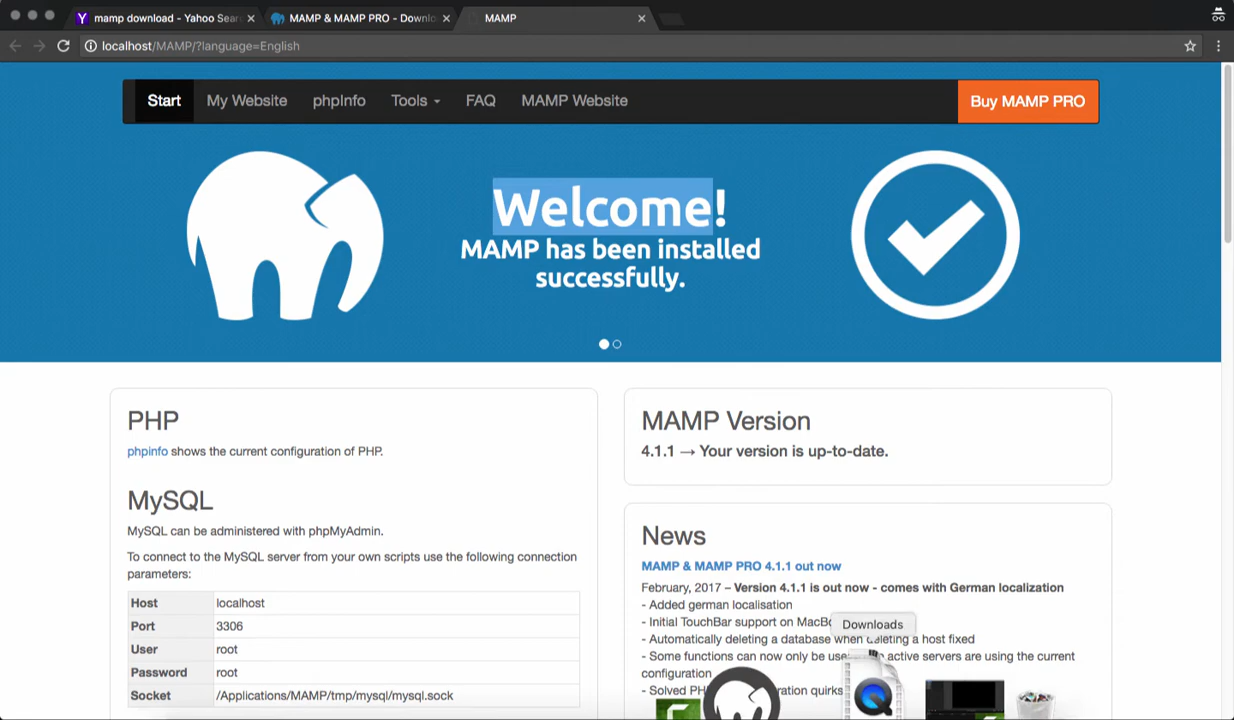 mamp download - Yahoo Sear
MAMP & MAMP PRO - Downlo
MAMP
localhost/MAMP/?language=English
Start My Website phpInfo Tools FAQ MAMP Website Buy MAMP PRO
Welcome!
MAMP has been installed
successfully.
PHP
phpinfo shows the current configuration of PHP.
MySQL
MySQL can be administered with phpMyAdmin.
To connect to the MySQL server from your own scripts use the following connection
parameters:
Host localhost
Port 3306
User root
Password root
Socket /Applications/MAMP/tmp/mysql/mysql.sock
MAMP Version
4.1.1 → Your version is up-to-date.
News
MAMP & MAMP PRO 4.1.1 out now
February, 2017 – Version 4.1.1 is out now - comes with German localization
- Added german localisation
- Initial TouchBar support on MacBo
Downloads
- Automatically deleting a database when deleting a host fixed
- Some functions can now only be use active servers are using the current
configuration
- Solved PH ration quirks